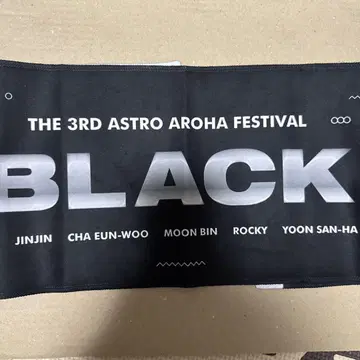 THE 3RD ASTRO AROHA FESTIVAL
BLACK
JINJIN CHA EUN-WOO MOON BIN ROCKY YOON SAN-HA